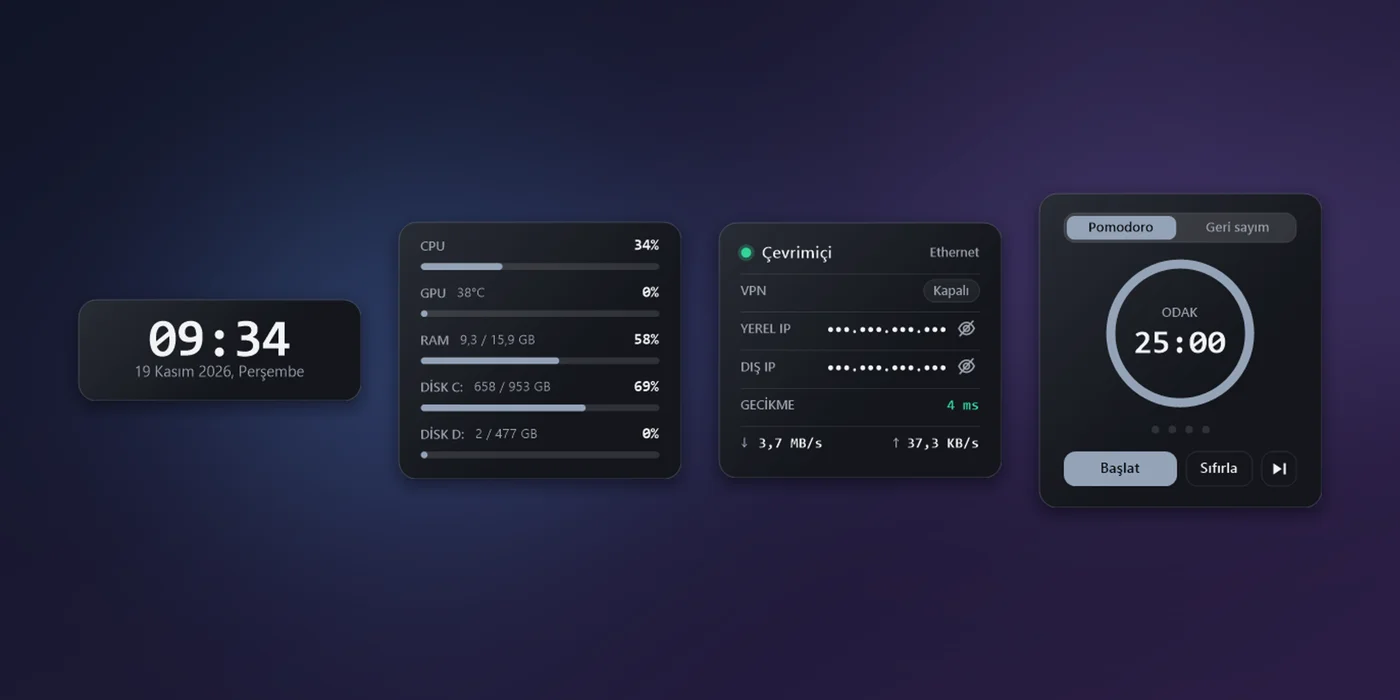 09:34
19 Kasım 2026, Perşembe
CPU 34%
GPU 38°C 0%
RAM 9,3 / 15,9 GB 58%
DİSK C: 658 / 953 GB 69%
DİSK D: 2 / 477 GB 0%
Çevrimiçi Ethernet
VPN Kapalı
YEREL IP •••.•••.•••.•••
DIŞ IP •••.•••.•••.•••
GECİKME 4 ms
↓ 3,7 MB/s ↑ 37,3 KB/s
Pomodoro Geri sayım
ODAK
25:00
Başlat Sıfırla